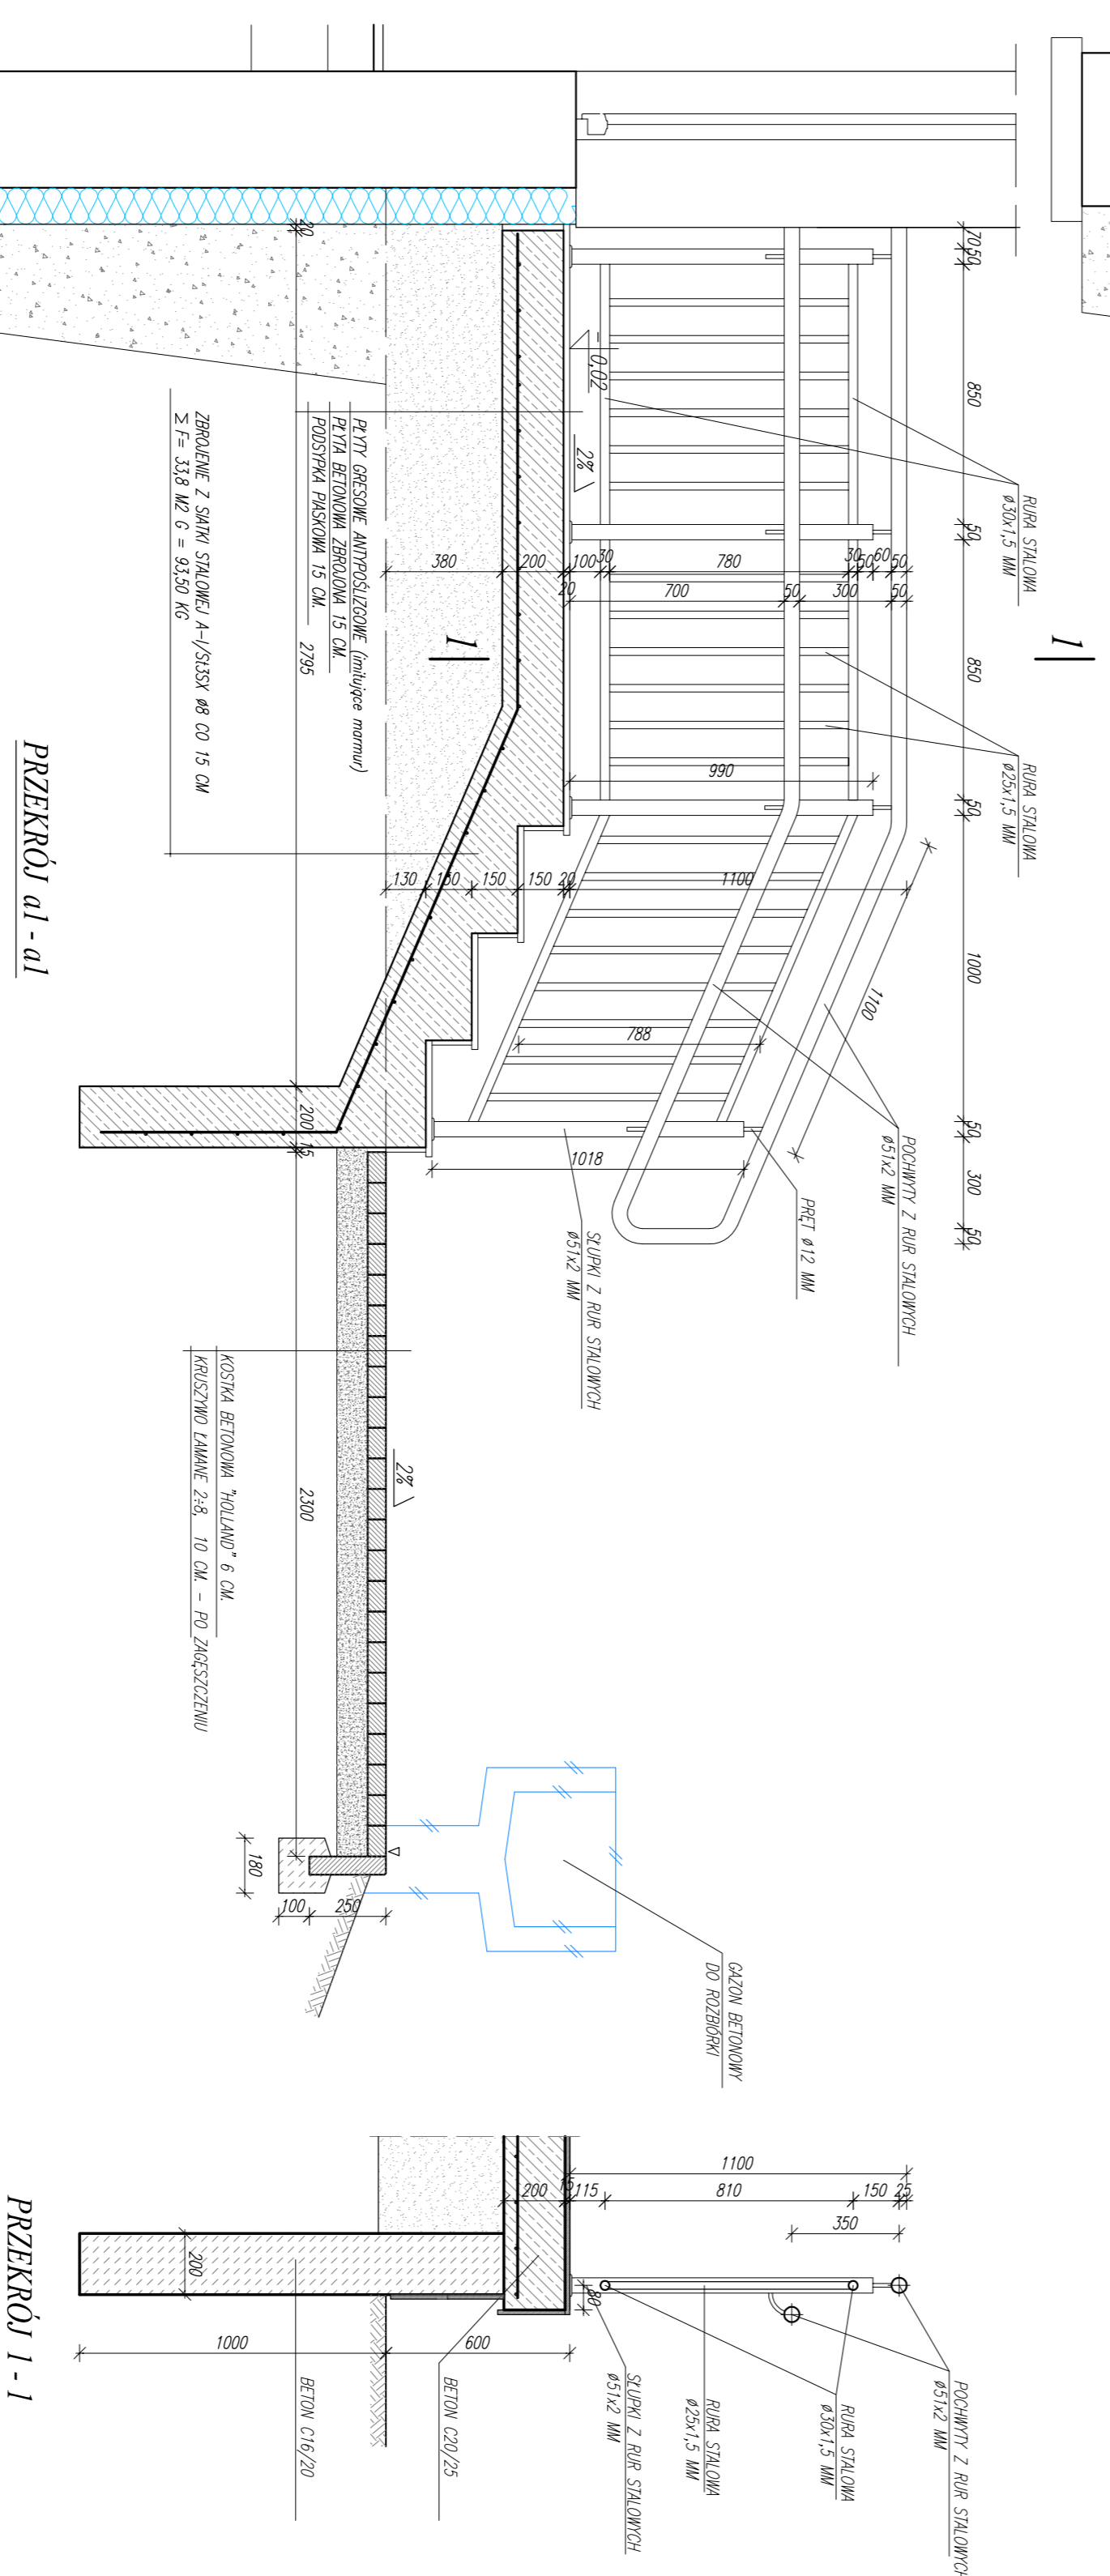 70
50
850
50
850
50
1000
50
300
50
RURA STALOWA
ø30x1,5 MM
RURA STALOWA
ø25x1,5 MM
POCHWYTY Z RUR STALOWYCH
ø51x2 MM
PRĘT ø12 MM
SŁUPKI Z RUR STALOWYCH
ø51x2 MM
1
1
- 0,02
2%
380
200
100
30
780
30
50
60
50
20
700
50
300
50
990
130
150
150
150
20
1100
1100
788
1018
20
2795
200
15
2300
PŁYTY GRESOWE ANTYPOŚLIZGOWE (imitujące marmur)
PŁYTA BETONOWA ZBROJONA 15 CM.
PODSYPKA PIASKOWA 15 CM.
ZBROJENIE Z SIATKI STALOWEJ A-I/St3SX ø8 CO 15 CM
Σ F= 33,8 M2 G = 93,50 KG
2%
KOSTKA BETONOWA "HOLLAND" 6 CM.
KRUSZYWO ŁAMANE 2÷8, 10 CM. - PO ZAGĘSZCZENIU
180
100
250
GAZON BETONOWY
DO ROZBIÓRKI
PRZEKRÓJ a1 - a1
1100
200
15
115
810
150
25
350
80
200
1000
600
POCHWYTY Z RUR STALOWYCH
ø51x2 MM
RURA STALOWA
ø30x1,5 MM
RURA STALOWA
ø25x1,5 MM
SŁUPKI Z RUR STALOWYCH
ø51x2 MM
BETON C20/25
BETON C16/20
PRZEKRÓJ 1 - 1